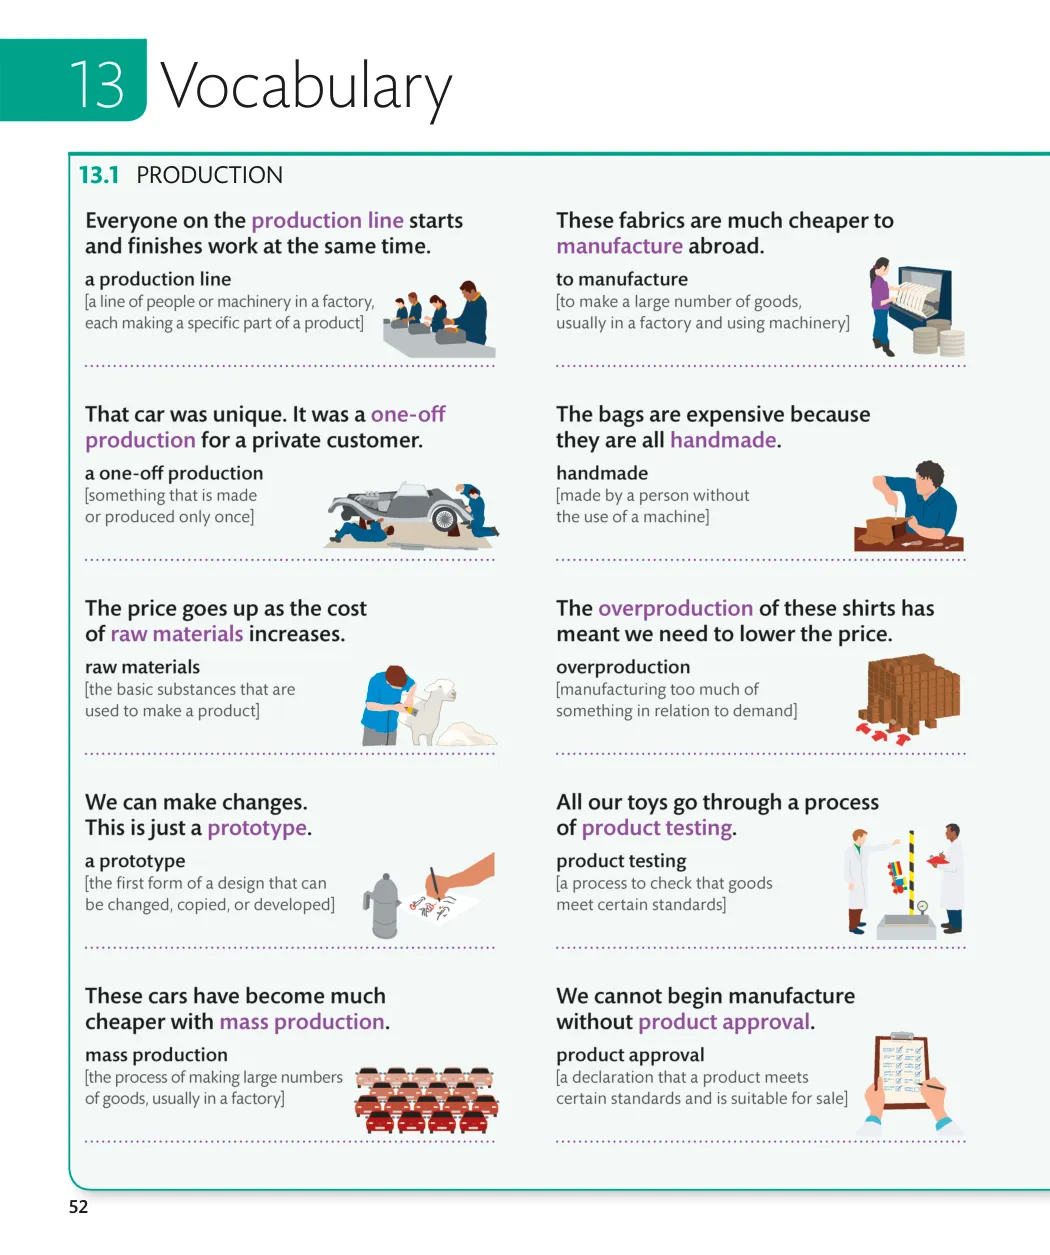 13 Vocabulary
13.1 PRODUCTION
Everyone on the production line starts
and finishes work at the same time.
a production line
[a line of people or machinery in a factory,
each making a specific part of a product]
That car was unique. It was a one-off
production for a private customer.
a one-off production
[something that is made
or produced only once]
The price goes up as the cost
of raw materials increases.
raw materials
[the basic substances that are
used to make a product]
We can make changes.
This is just a prototype.
a prototype
[the first form of a design that can
be changed, copied, or developed]
These cars have become much
cheaper with mass production.
mass production
[the process of making large numbers
of goods, usually in a factory]
These fabrics are much cheaper to
manufacture abroad.
to manufacture
[to make a large number of goods,
usually in a factory and using machinery]
The bags are expensive because
they are all handmade.
handmade
[made by a person without
the use of a machine]
The overproduction of these shirts has
meant we need to lower the price.
overproduction
[manufacturing too much of
something in relation to demand]
All our toys go through a process
of product testing.
product testing
[a process to check that goods
meet certain standards]
We cannot begin manufacture
without product approval.
product approval
[a declaration that a product meets
certain standards and is suitable for sale]
52